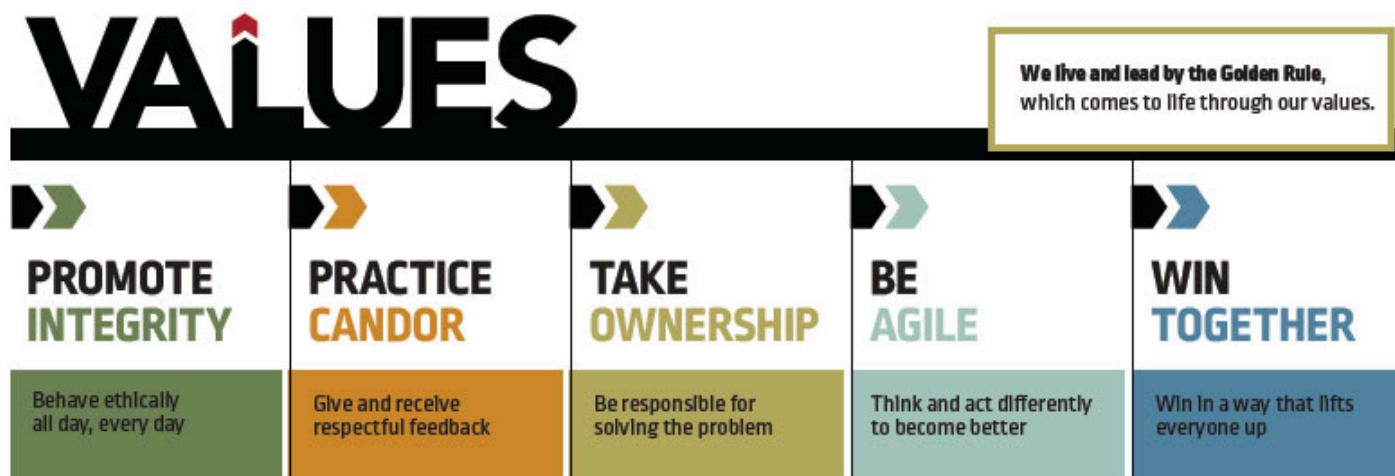 VALUES
We live and lead by the Golden Rule,
which comes to life through our values.
PROMOTE
INTEGRITY
Behave ethically
all day, every day
PRACTICE
CANDOR
Give and receive
respectful feedback
TAKE
OWNERSHIP
Be responsible for
solving the problem
BE
AGILE
Think and act differently
to become better
WIN
TOGETHER
Win in a way that lifts
everyone up